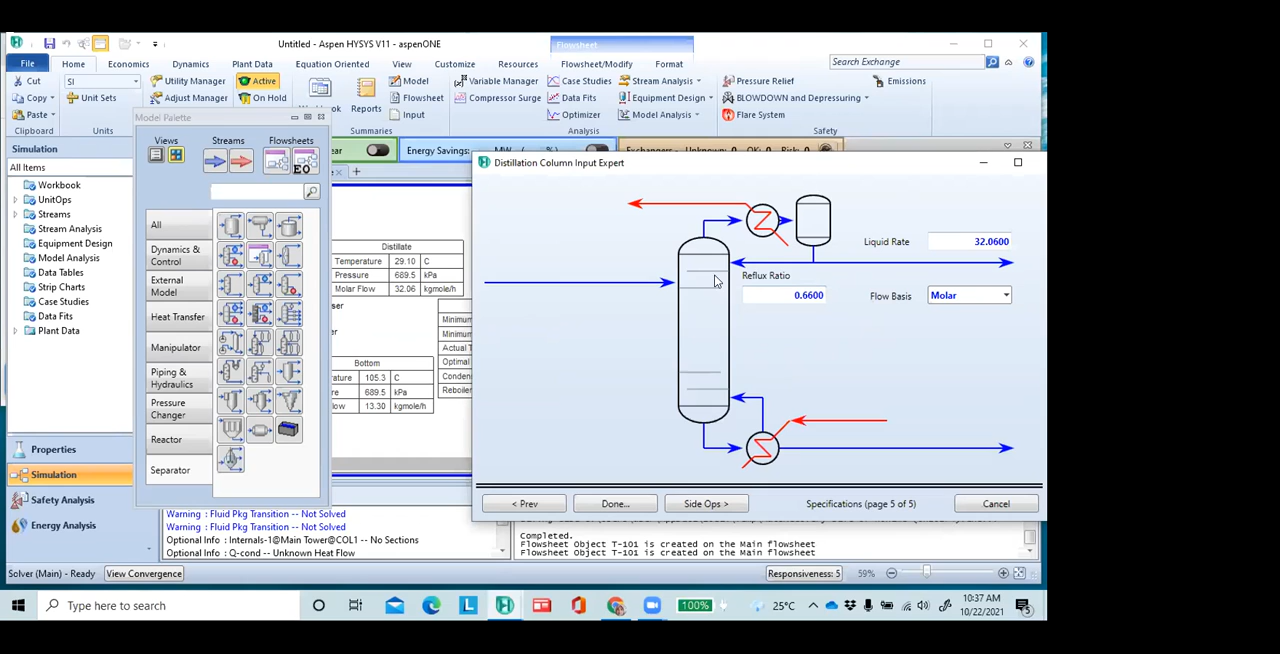 Untitled - Aspen HYSYS V11 - aspenONE
Flowsheet
File
Home
Economics
Dynamics
Plant Data
Equation Oriented
View
Customize
Resources
Flowsheet/Modify
Format
Search Exchange
Cut
Copy
Paste
Clipboard
SI
Unit Sets
Units
Utility Manager
Adjust Manager
Active
On Hold
Reports
Model
Flowsheet
Input
Summaries
Variable Manager
Compressor Surge
Case Studies
Data Fits
Optimizer
Stream Analysis
Equipment Design
Model Analysis
Analysis
Pressure Relief
BLOWDOWN and Depressuring
Flare System
Safety
Emissions
Simulation
All Items
Workbook
UnitOps
Streams
Stream Analysis
Equipment Design
Model Analysis
Data Tables
Strip Charts
Case Studies
Data Fits
Plant Data
Properties
Simulation
Safety Analysis
Energy Analysis
Model Palette
Views
Streams
Flowsheets
EO
All
Dynamics &
Control
External
Model
Heat Transfer
Manipulator
Piping &
Hydraulics
Pressure
Changer
Reactor
Separator
Energy Savings:
MW
%
Distillate
Temperature 29.10 C
Pressure 689.5 kPa
Molar Flow 32.06 kgmole/h
Bottom
105.3 C
689.5 kPa
13.30 kgmole/h
Distillation Column Input Expert
Liquid Rate 32.0600
Reflux Ratio
0.6600
Flow Basis Molar
< Prev
Done...
Side Ops >
Specifications (page 5 of 5)
Cancel
Warning : Fluid Pkg Transition -- Not Solved
Warning : Fluid Pkg Transition -- Not Solved
Optional Info : Internals-1@Main Tower@COL1 -- No Sections
Optional Info : Q-cond -- Unknown Heat Flow
Completed.
Flowsheet Object T-101 is created on the Main flowsheet
Flowsheet Object T-101 is created on the Main flowsheet
Solver (Main) - Ready
View Convergence
Responsiveness: 5
59%
Type here to search
100%
25°C
10:37 AM
10/22/2021
5